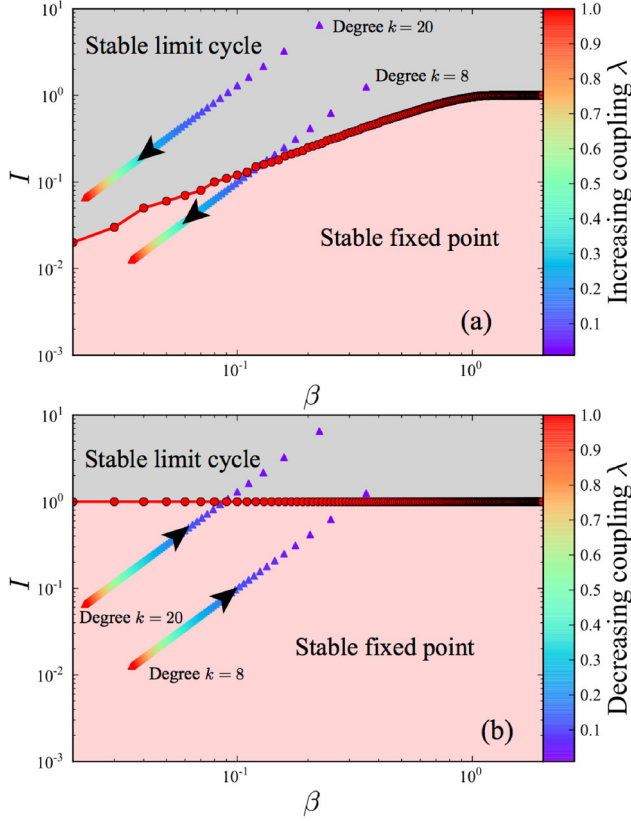 10^1
Stable limit cycle
Degree k = 20
Degree k = 8
10^0
I
10^-1
10^-2
Stable fixed point
(a)
10^-3
10^-1
10^0
β
1.0
0.9
0.8
0.7
0.6
0.5
0.4
0.3
0.2
0.1
Increasing coupling λ
10^1
Stable limit cycle
10^0
I
10^-1
Degree k = 20
Degree k = 8
10^-2
Stable fixed point
(b)
10^-3
10^-1
10^0
β
1.0
0.9
0.8
0.7
0.6
0.5
0.4
0.3
0.2
0.1
Decreasing coupling λ